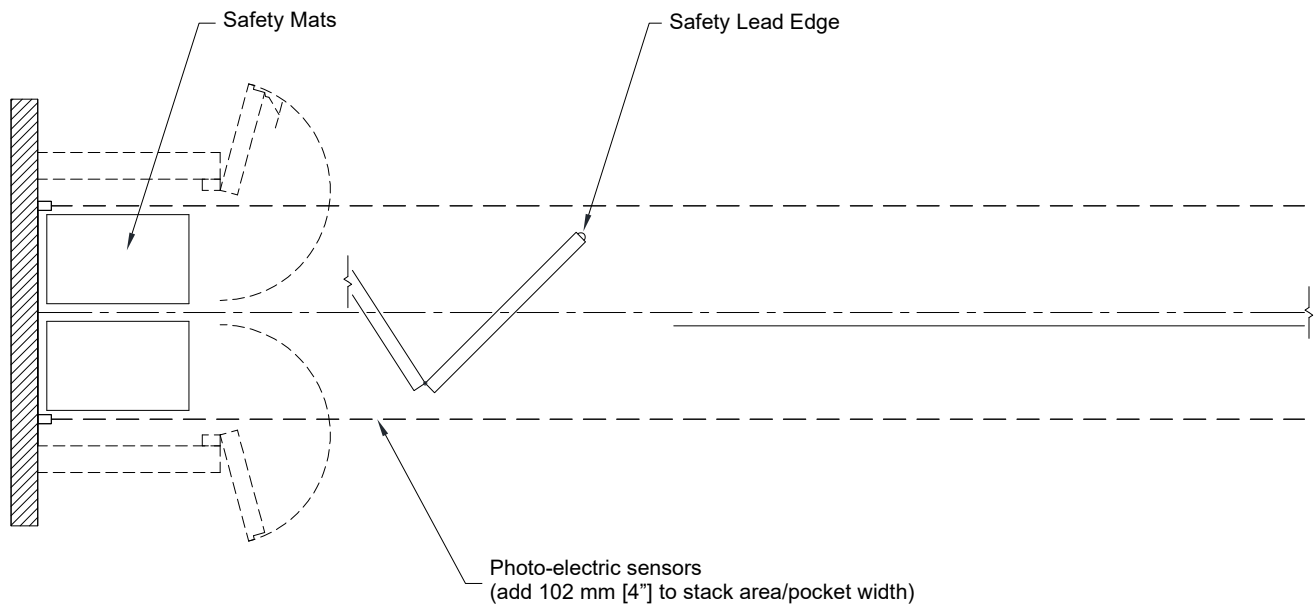 Safety Mats
Safety Lead Edge
Photo-electric sensors
(add 102 mm [4”] to stack area/pocket width)